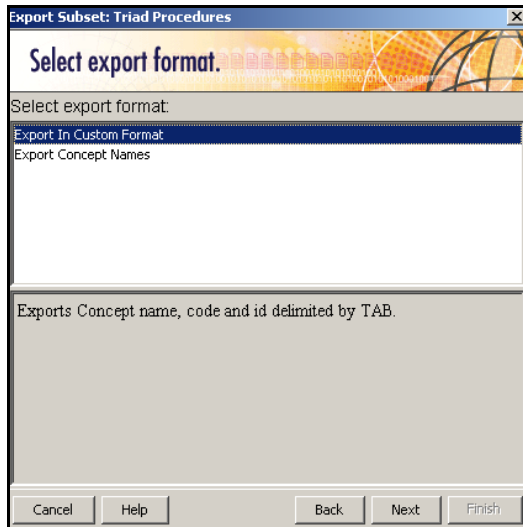 Export Subset: Triad Procedures
Select export format.
Select export format:
Export In Custom Format
Export Concept Names
Exports Concept name, code and id delimited by TAB.
Cancel Help Back Next Finish